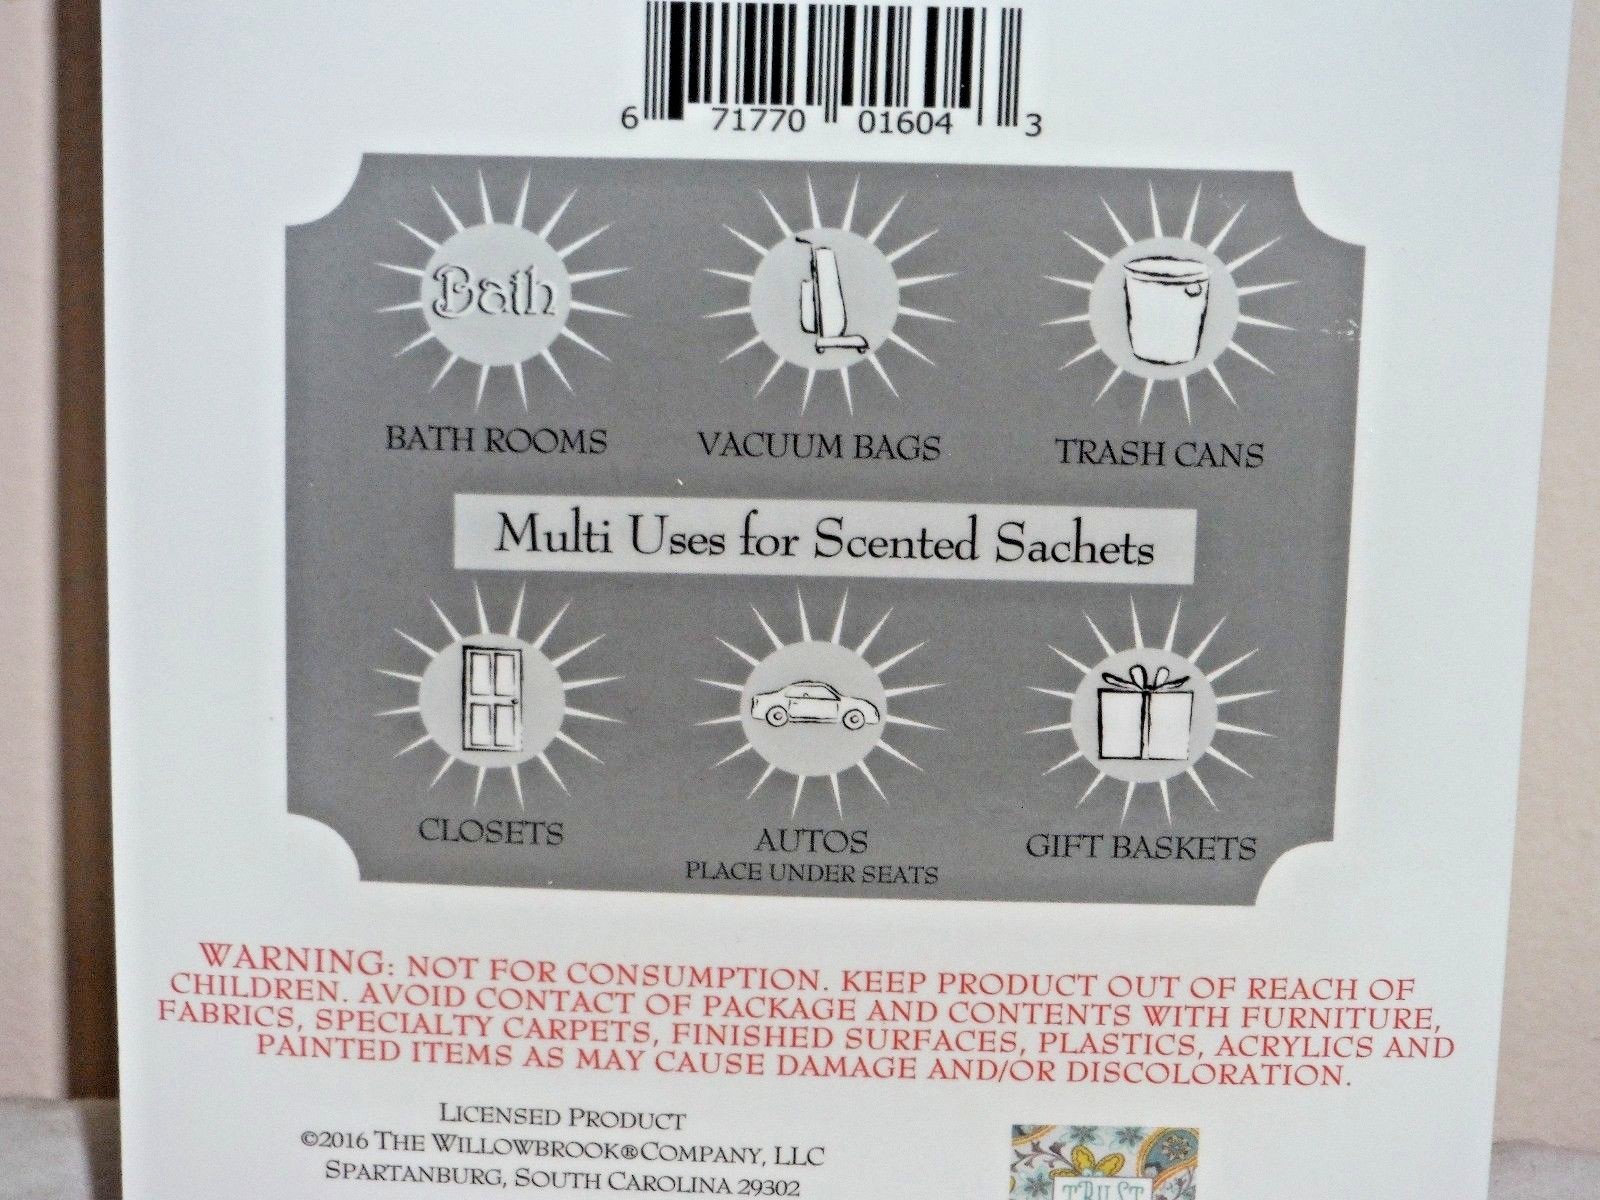 6 71770 01604 3
Bath
BATH ROOMS
VACUUM BAGS
TRASH CANS
Multi Uses for Scented Sachets
CLOSETS
AUTOS
PLACE UNDER SEATS
GIFT BASKETS
WARNING: NOT FOR CONSUMPTION. KEEP PRODUCT OUT OF REACH OF
CHILDREN. AVOID CONTACT OF PACKAGE AND CONTENTS WITH FURNITURE,
FABRICS, SPECIALTY CARPETS, FINISHED SURFACES, PLASTICS, ACRYLICS AND
PAINTED ITEMS AS MAY CAUSE DAMAGE AND/OR DISCOLORATION.
LICENSED PRODUCT
©2016 THE WILLOWBROOK® COMPANY, LLC
SPARTANBURG, SOUTH CAROLINA 29302
TRUST